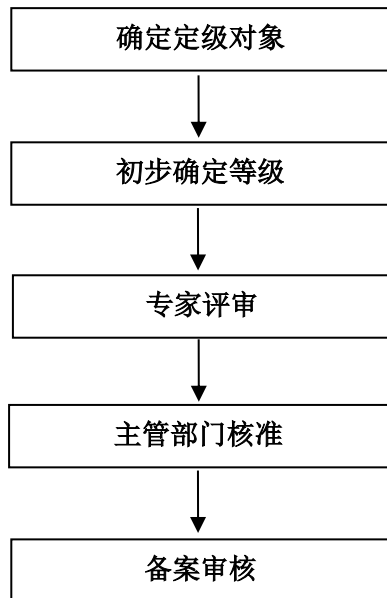 确定定级对象
初步确定等级
专家评审
主管部门核准
备案审核